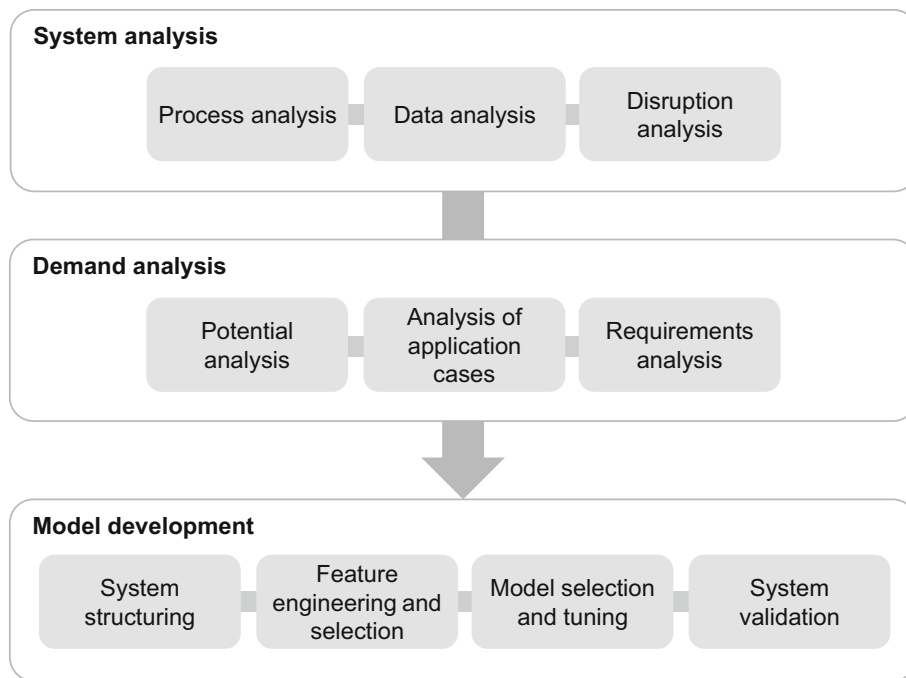 System analysis
Process analysis
Data analysis
Disruption
analysis
Demand analysis
Potential
analysis
Analysis of
application
cases
Requirements
analysis
Model development
System
structuring
Feature
engineering and
selection
Model selection
and tuning
System
validation